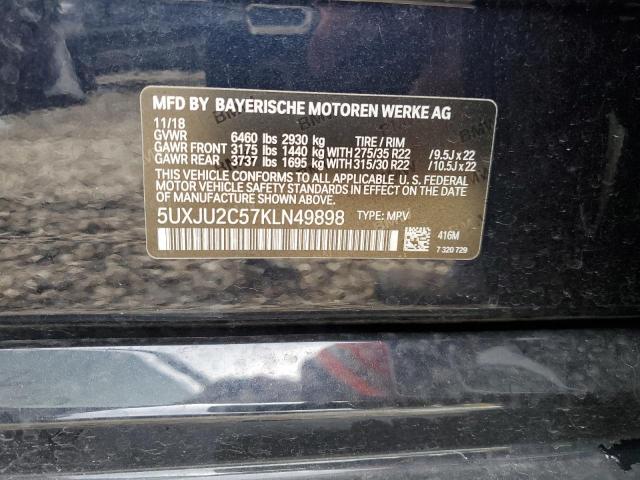 MFD BY BAYERISCHE MOTOREN WERKE AG
11/18
GVWR 6460 lbs 2930 kg TIRE / RIM
GAWR FRONT 3175 lbs 1440 kg WITH 275/35 R22 /9.5J x 22
GAWR REAR 3737 lbs 1695 kg WITH 315/30 R22 /10.5J x 22
THIS VEHICLE CONFORMS TO ALL APPLICABLE U. S. FEDERAL
MOTOR VEHICLE SAFETY STANDARDS IN EFFECT ON THE
DATE OF MANUFACTURE SHOWN ABOVE.
5UXJU2C57KLN49898 TYPE: MPV
416M
7 320 729